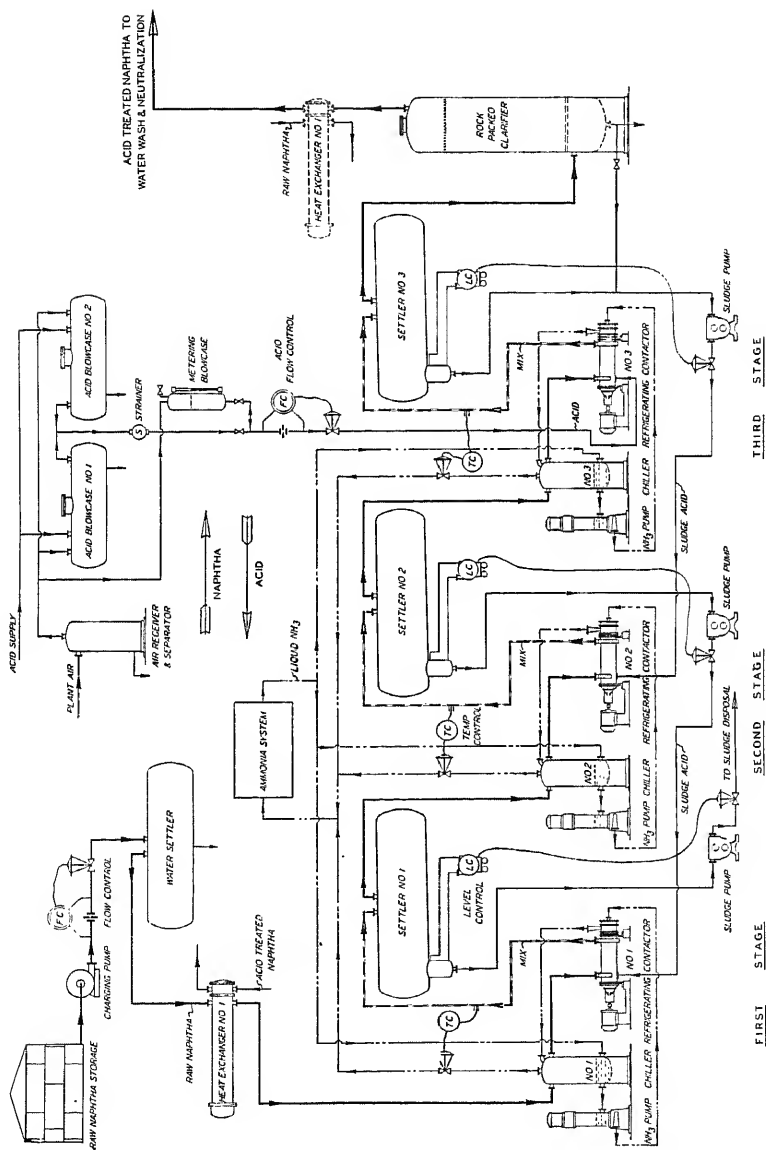 ACID TREATED NAPHTHA TO
WATER WASH & NEUTRALIZATION
RAW NAPHTHA
HEAT EXCHANGER NO 1
ROCK
PACKED
CLARIFIER
ACID SUPPLY
ACID BLOWCASE NO 1
ACID BLOWCASE NO 2
PLANT AIR
AIR RECEIVER
& SEPARATOR
STRAINER
S
METERING
BLOWCASE
ACID
FLOW CONTROL
FC
NAPHTHA
ACID
RAW NAPHTHA STORAGE
CHARGING PUMP
FC
FLOW CONTROL
WATER SETTLER
RAW NAPHTHA
HEAT EXCHANGER NO 1
ACID TREATED
NAPHTHA
AMMONIA SYSTEM
LIQUID NH3
SETTLER NO 1
LC
LEVEL
CONTROL
TC
MIX
NO 1
NO 1
NH3 PUMP CHILLER REFRIGERATING CONTACTOR
SLUDGE PUMP
TO SLUDGE DISPOSAL
SLUDGE ACID
SETTLER NO 2
LC
TC
TEMP
CONTROL
MIX
NO. 2
NO. 2
NH3 PUMP CHILLER REFRIGERATING CONTACTOR
SLUDGE PUMP
SLUDGE ACID
SETTLER NO 3
LC
TC
MIX
ACID
NO 3
NO 3
NH3 PUMP CHILLER REFRIGERATING CONTACTOR
SLUDGE PUMP
FIRST STAGE
SECOND STAGE
THIRD STAGE